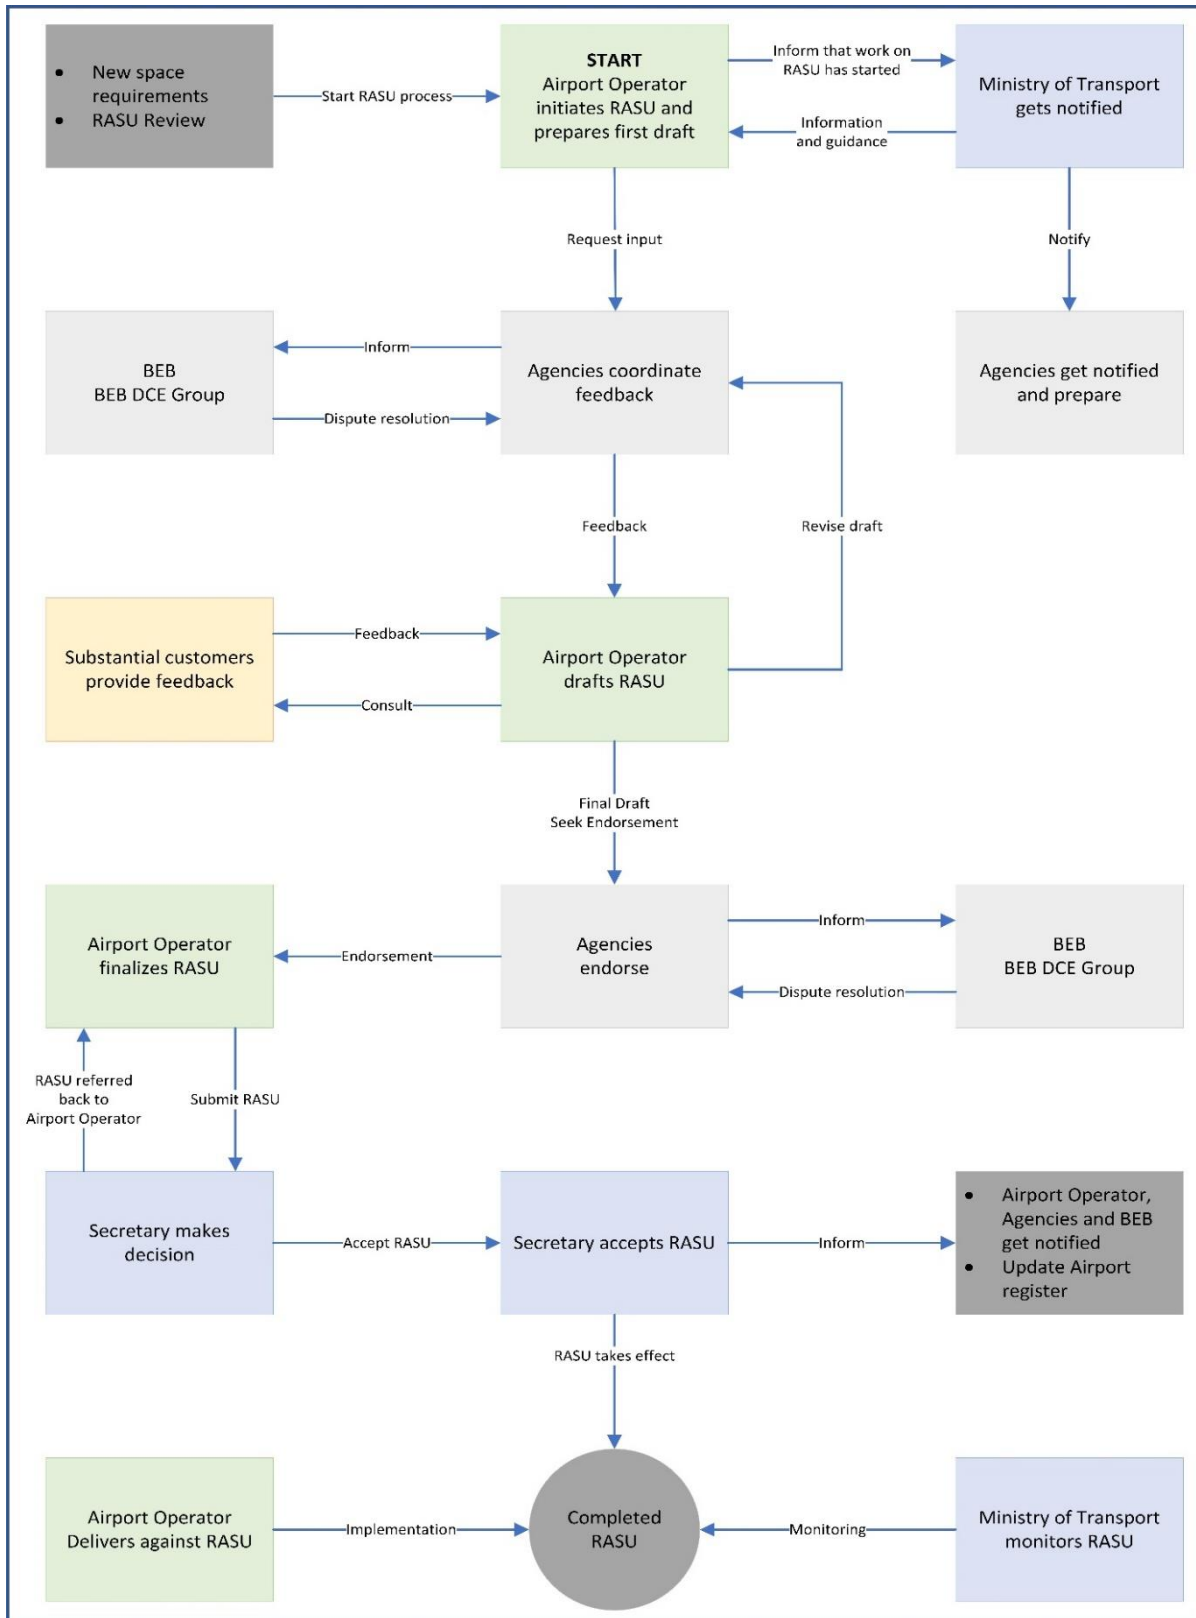 • New space
requirements
• RASU Review
Start RASU process
START
Airport Operator
initiates RASU and
prepares first draft
Inform that work on
RASU has started
Information
and guidance
Ministry of Transport
gets notified
Request input
Notify
BEB
BEB DCE Group
Inform
Dispute resolution
Agencies coordinate
feedback
Agencies get notified
and prepare
Feedback
Revise draft
Substantial customers
provide feedback
Feedback
Consult
Airport Operator
drafts RASU
Final Draft
Seek Endorsement
Airport Operator
finalizes RASU
Endorsement
Agencies
endorse
Inform
Dispute resolution
BEB
BEB DCE Group
RASU referred
back to
Airport Operator
Submit RASU
Secretary makes
decision
Accept RASU
Secretary accepts RASU
Inform
• Airport Operator,
Agencies and BEB
get notified
• Update Airport
register
RASU takes effect
Airport Operator
Delivers against RASU
Implementation
Completed
RASU
Monitoring
Ministry of Transport
monitors RASU